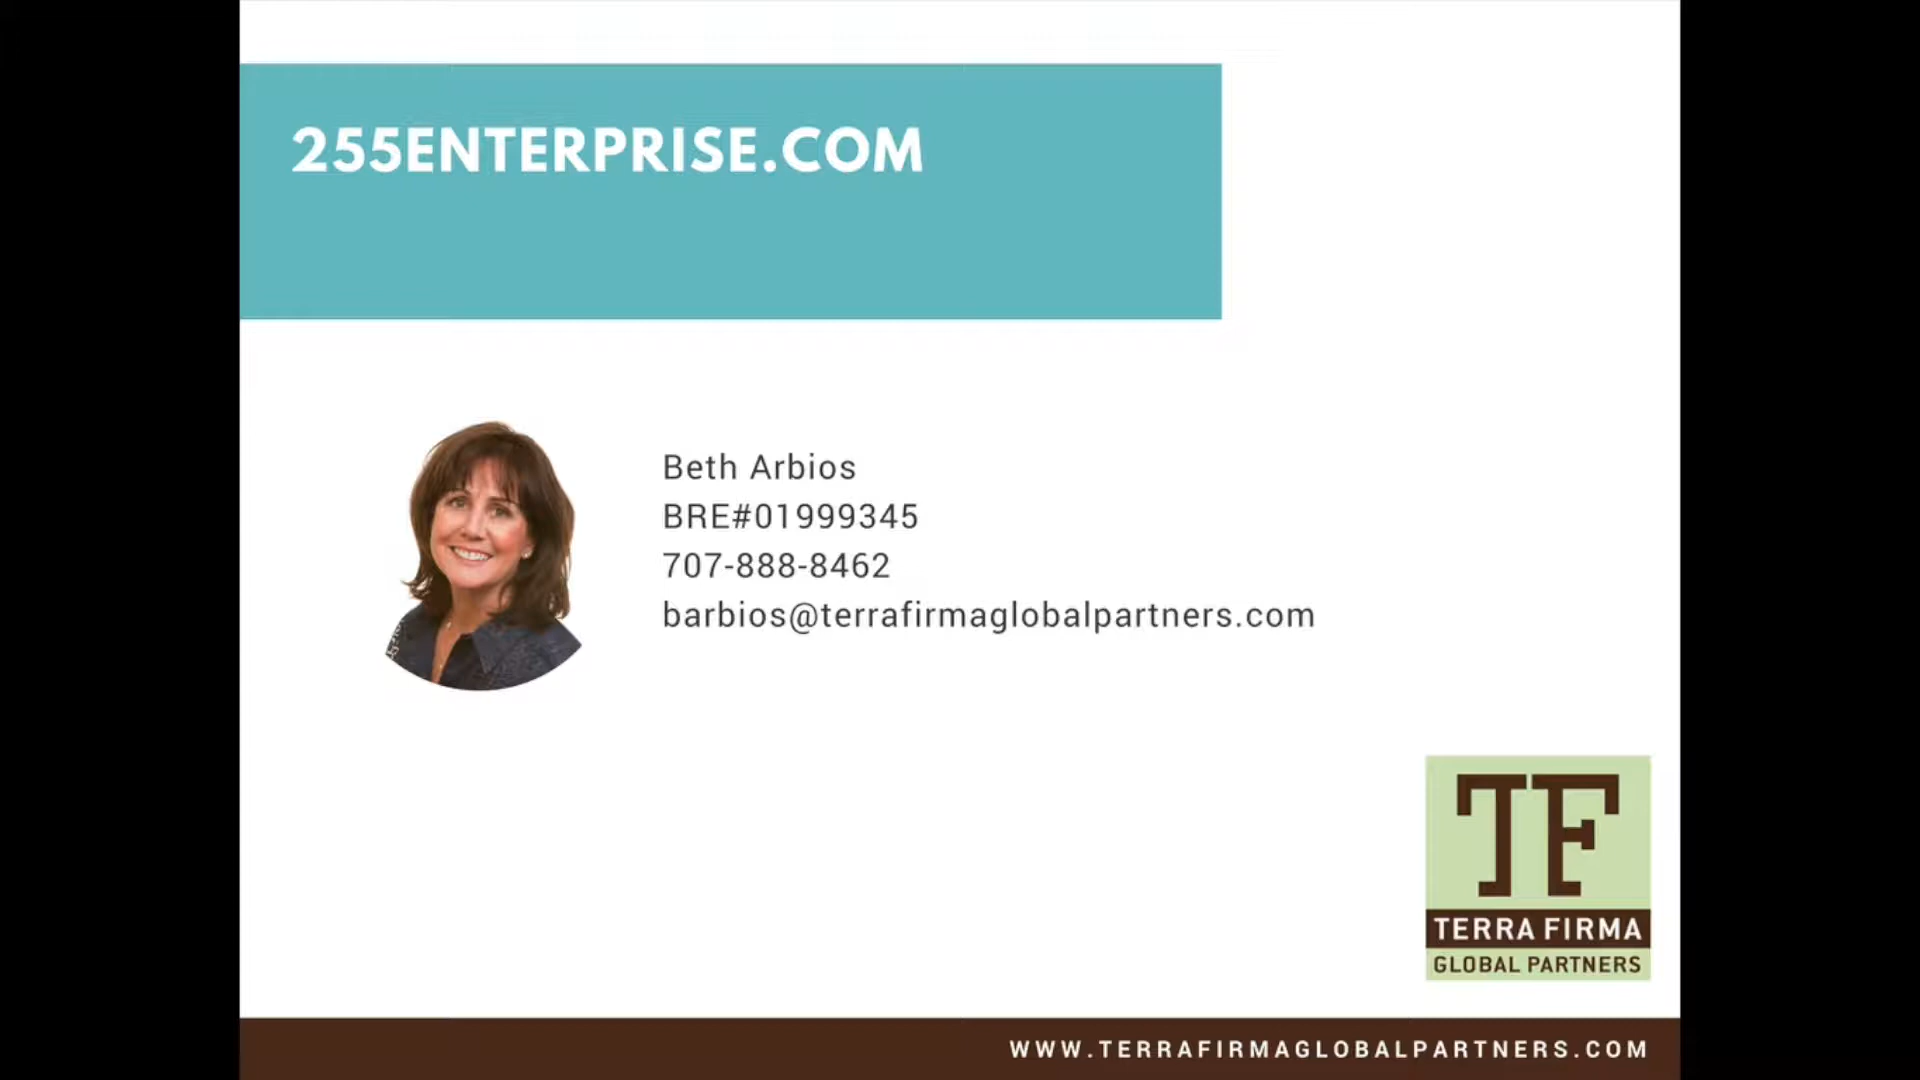 255ENTERPRISE.COM
Beth Arbios
BRE#01999345
707-888-8462
barbios@terrafirmaglobalpartners.com
TF
TERRA FIRMA
GLOBAL PARTNERS
WWW.TERRAFIRMAGLOBALPARTNERS.COM